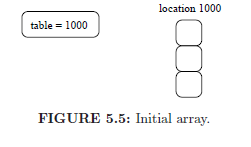 location 1000
table = 1000
FIGURE 5.5: Initial array.